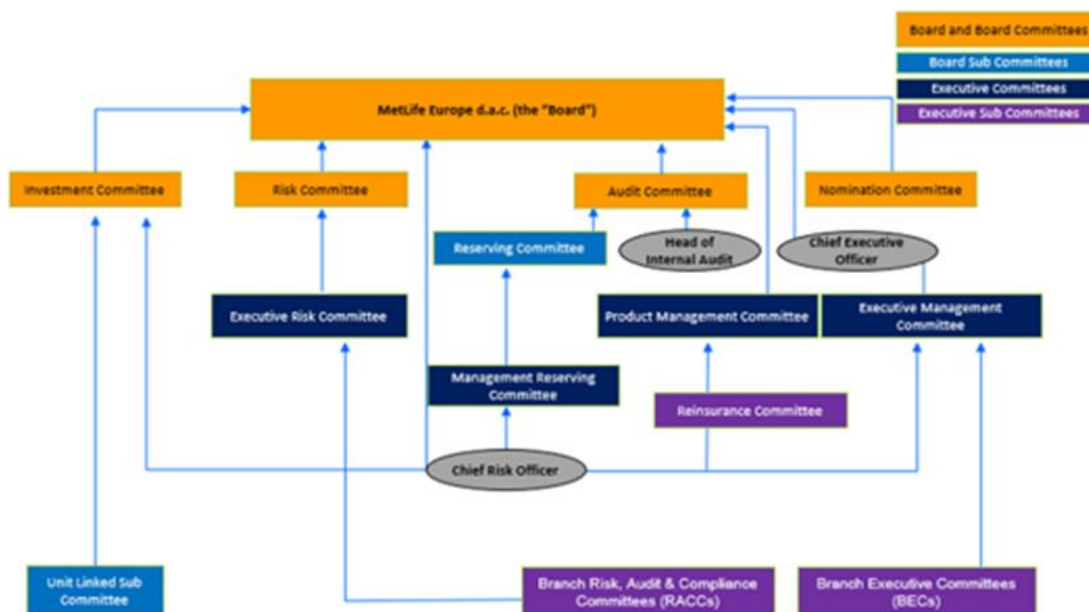 Board and Board Committees
Board Sub Committees
Executive Committees
Executive Sub Committees
MetLife Europe d.a.c. (the "Board")
Investment Committee
Risk Committee
Audit Committee
Nomination Committee
Reserving Committee
Head of
Internal Audit
Chief Executive
Officer
Executive Risk Committee
Product Management Committee
Executive Management
Committee
Management Reserving
Committee
Reinsurance Committee
Chief Risk Officer
Unit Linked Sub
Committee
Branch Risk, Audit & Compliance
Committees (RACCs)
Branch Executive Committees
(BECs)